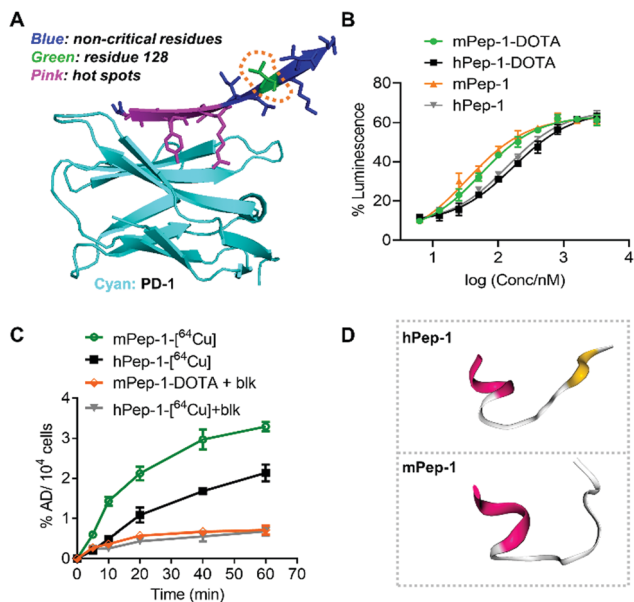 A
Blue: non-critical residues
Green: residue 128
Pink: hot spots
Cyan: PD-1
B
mPep-1-DOTA
hPep-1-DOTA
mPep-1
hPep-1
% Luminescence
80
60
40
20
0
0 1 2 3 4
log (Conc/nM)
C
mPep-1-[⁶⁴Cu]
hPep-1-[⁶⁴Cu]
mPep-1-DOTA + blk
hPep-1-[⁶⁴Cu]+blk
% AD/ 10⁴ cells
4
3
2
1
0
0 10 20 30 40 50 60 70
Time (min)
D
hPep-1
mPep-1